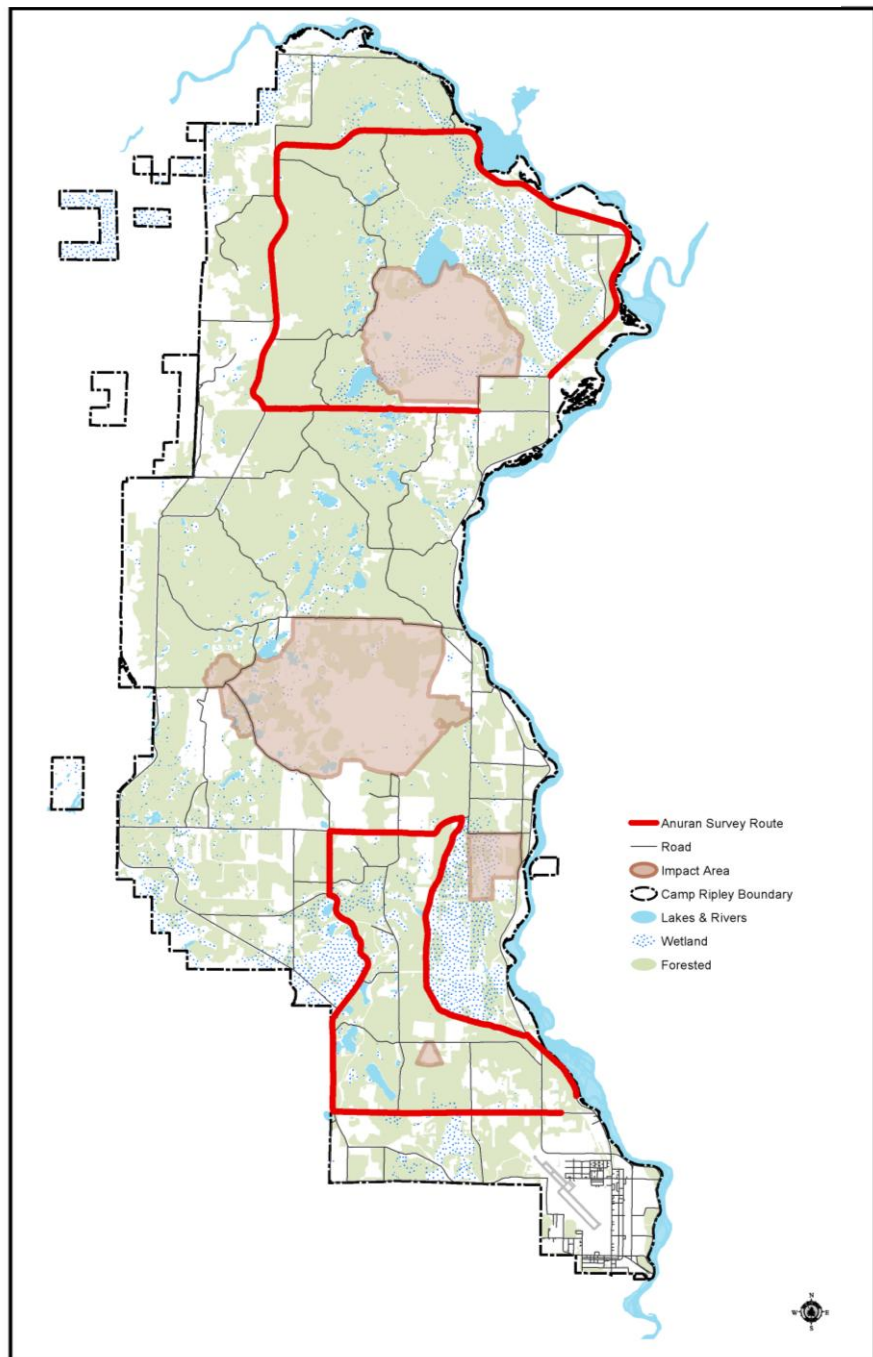 Anuran Survey Route
Road
Impact Area
Camp Ripley Boundary
Lakes & Rivers
Wetland
Forested
N
W E
S